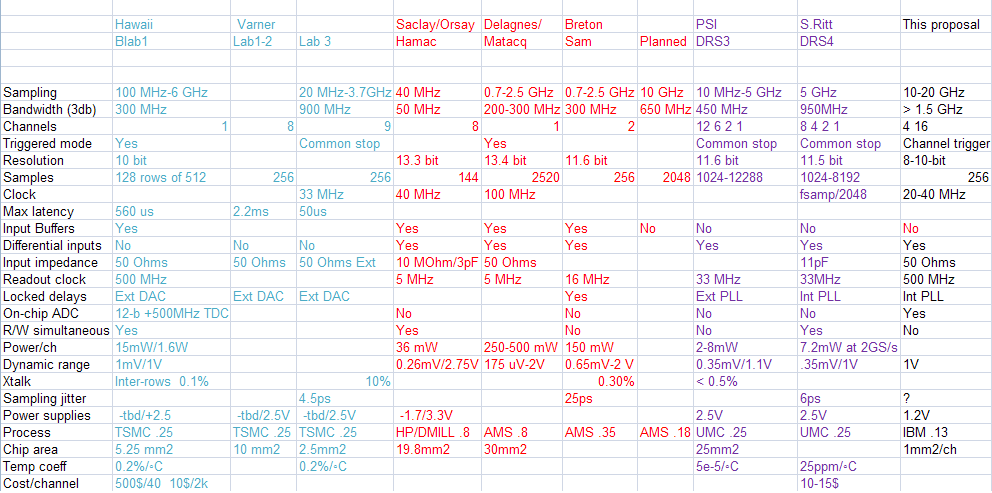 Hawaii Varner Saclay/Orsay Delagnes/ Breton PSI S.Ritt This proposal
Blab1 Lab1-2 Lab 3 Hamac Matacq Sam Planned DRS3 DRS4
Sampling 100 MHz-6 GHz 20 MHz-3.7GHz 40 MHz 0.7-2.5 GHz 0.7-2.5 GHz 10 GHz 10 MHz-5 GHz 5 GHz 10-20 GHz
Bandwidth (3db) 300 MHz 900 MHz 50 MHz 200-300 MHz 300 MHz 650 MHz 450 MHz 950MHz > 1.5 GHz
Channels 1 8 9 8 1 2 12 6 2 1 8 4 2 1 4 16
Triggered mode Yes Common stop Yes Common stop Common stop Channel trigger
Resolution 10 bit 13.3 bit 13.4 bit 11.6 bit 11.6 bit 11.5 bit 8-10-bit
Samples 128 rows of 512 256 256 144 2520 256 2048 1024-12288 1024-8192 256
Clock 33 MHz 40 MHz 100 MHz fsamp/2048 20-40 MHz
Max latency 560 us 2.2ms 50us
Input Buffers Yes Yes Yes Yes No No No No
Differential inputs No No No Yes Yes Yes Yes Yes Yes
Input impedance 50 Ohms 50 Ohms 50 Ohms Ext 10 MOhm/3pF 50 Ohms 11pF 50 Ohms
Readout clock 500 MHz 5 MHz 5 MHz 16 MHz 33 MHz 33MHz 500 MHz
Locked delays Ext DAC Ext DAC Ext DAC Yes Ext PLL Int PLL Int PLL
On-chip ADC 12-b +500MHz TDC No No No No Yes
R/W simultaneous Yes Yes No No Yes No
Power/ch 15mW/1.6W 36 mW 250-500 mW 150 mW 2-8mW 7.2mW at 2GS/s
Dynamic range 1mV/1V 0.26mV/2.75V 175 uV-2V 0.65mV-2 V 0.35mV/1.1V .35mV/1V 1V
Xtalk Inter-rows 0.1% 10% 0.30% < 0.5%
Sampling jitter 4.5ps 25ps 6ps ?
Power supplies -tbd/+2.5 -tbd/2.5V -tbd/2.5V -1.7/3.3V 2.5V 2.5V 1.2V
Process TSMC .25 TSMC .25 TSMC .25 HP/DMILL .8 AMS .8 AMS .35 AMS .18 UMC .25 UMC .25 IBM .13
Chip area 5.25 mm2 10 mm2 2.5mm2 19.8mm2 30mm2 25mm2 1mm2/ch
Temp coeff 0.2%/◦C 0.2%/◦C 5e-5/◦C 25ppm/◦C
Cost/channel 500$/40 10$/2k 10-15$